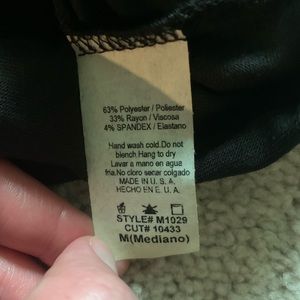 63% Polyester / Poliester
33% Rayon / Viscosa
4% SPANDEX / Elastano
Hand wash cold.Do not
blench Hang to dry
Lavar a mano en agua
fria.No cloro secar colgado
MADE IN U.S.A.
HECHO EN E.U.A.
STYLE# M1029
CUT# 10433
M(Mediano)